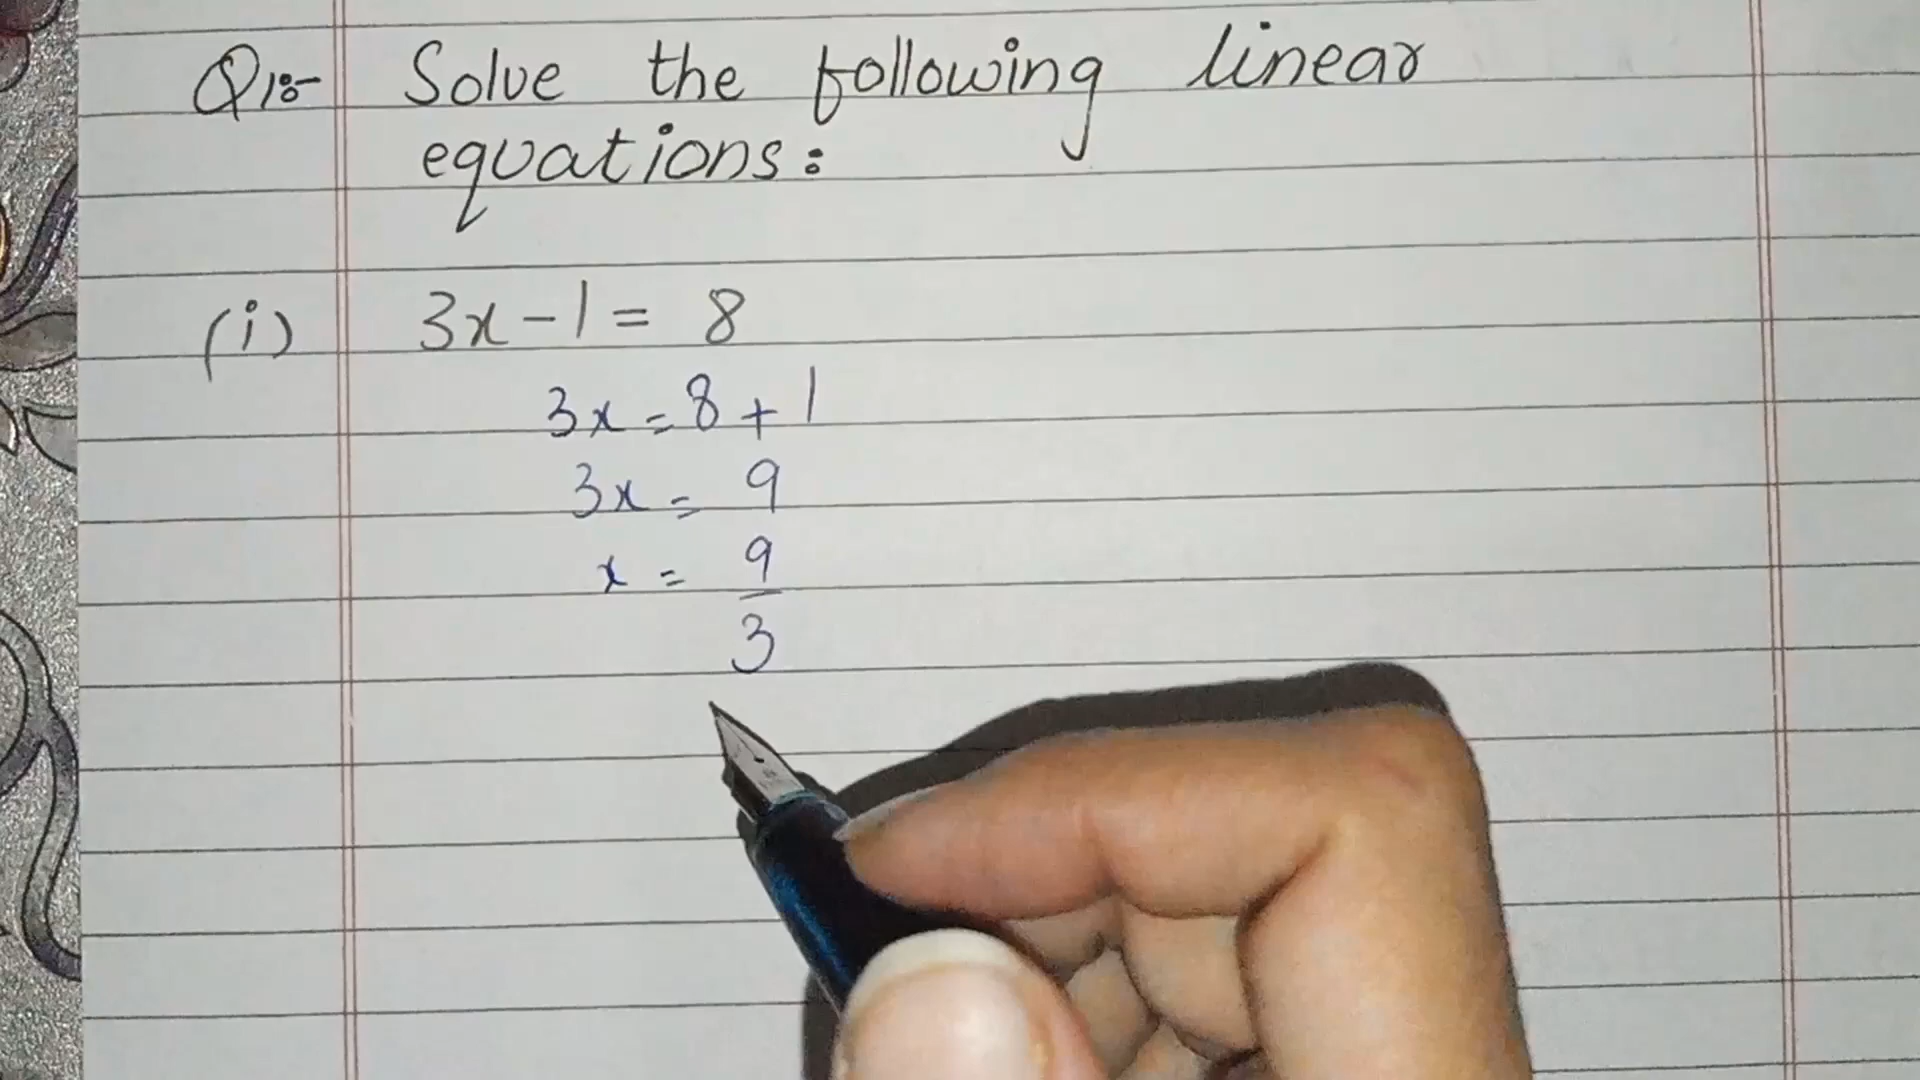 Q1:- Solve the following linear
equations:
(i) 3x - 1 = 8
3x = 8 + 1
3x = 9
x = 9
3